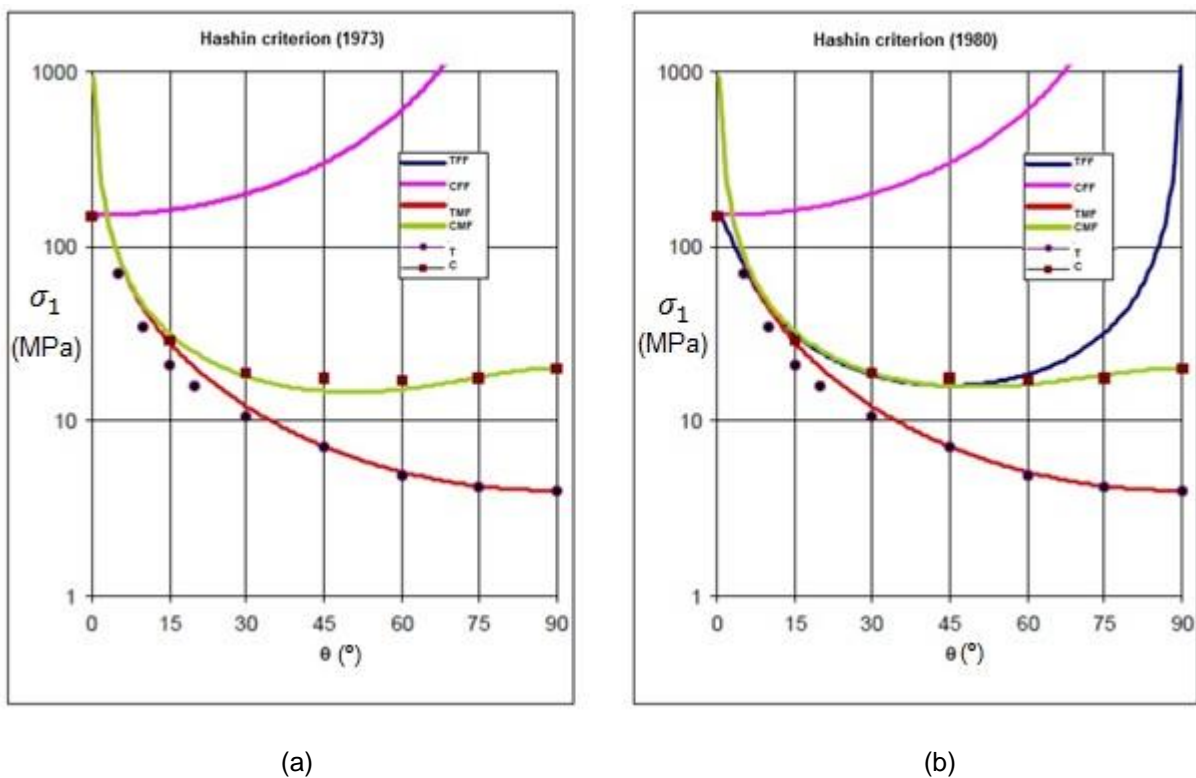 Hashin criterion (1973)
1000
100
10
1
σ₁
(MPa)
TFF
CFF
TMF
CMF
T
C
0 15 30 45 60 75 90
θ (°)
(a)
Hashin criterion (1980)
1000
100
10
1
σ₁
(MPa)
TFF
CFF
TMF
CMF
T
C
0 15 30 45 60 75 90
θ (°)
(b)